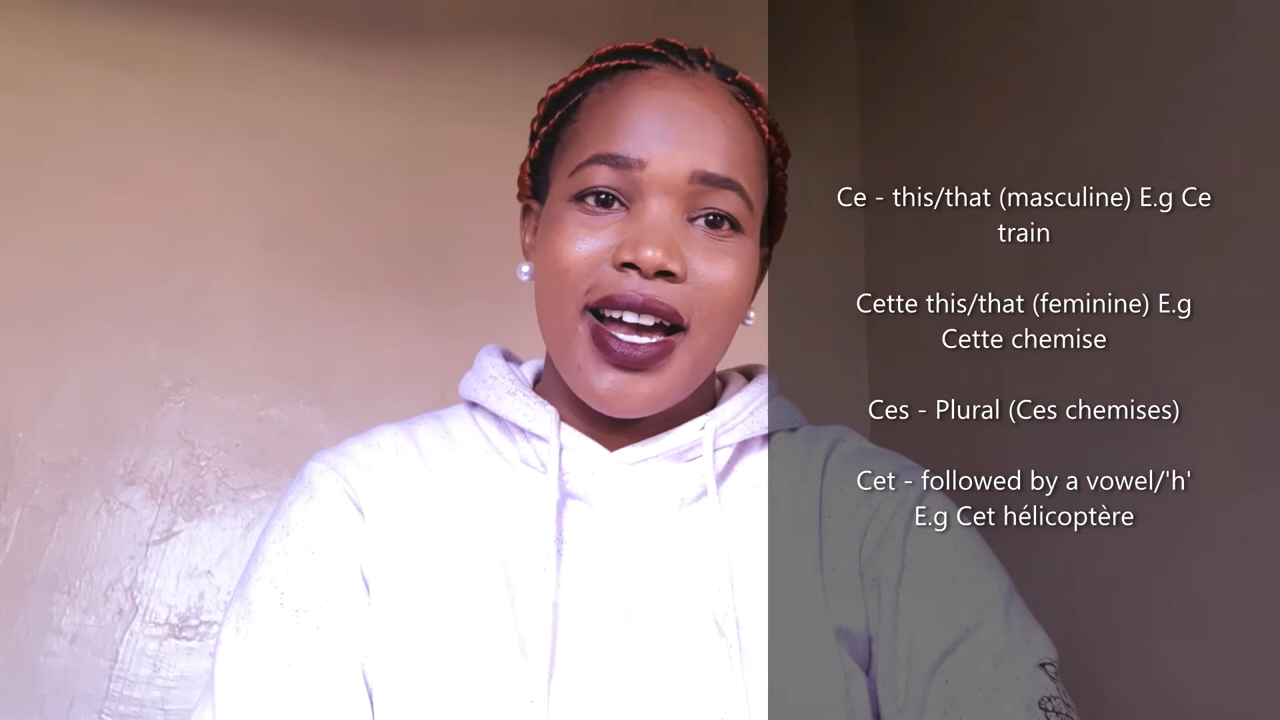 Ce - this/that (masculine) E.g Ce
train
Cette this/that (feminine) E.g
Cette chemise
Ces - Plural (Ces chemises)
Cet - followed by a vowel/'h'
E.g Cet hélicoptère